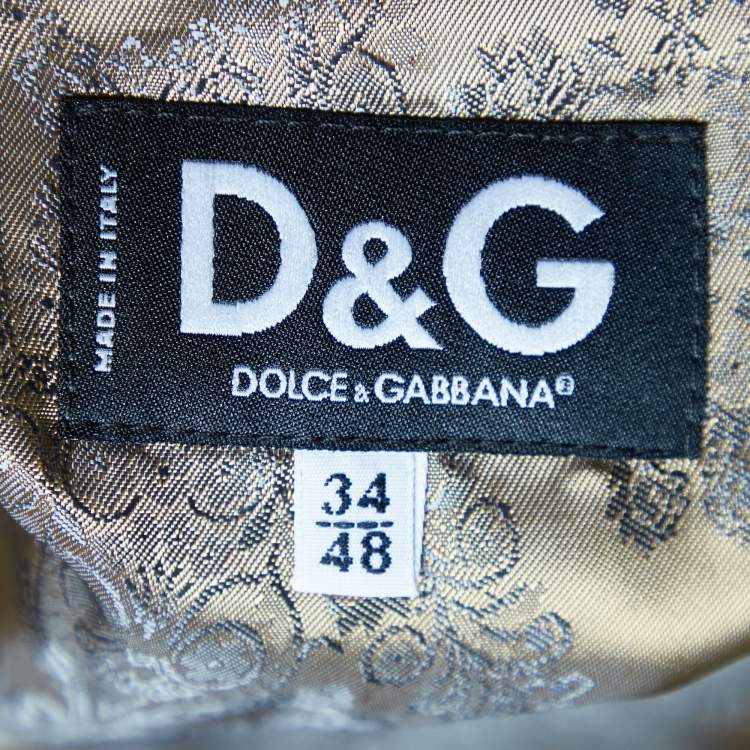 MADE IN ITALY
D&G
DOLCE & GABBANA®
34
48